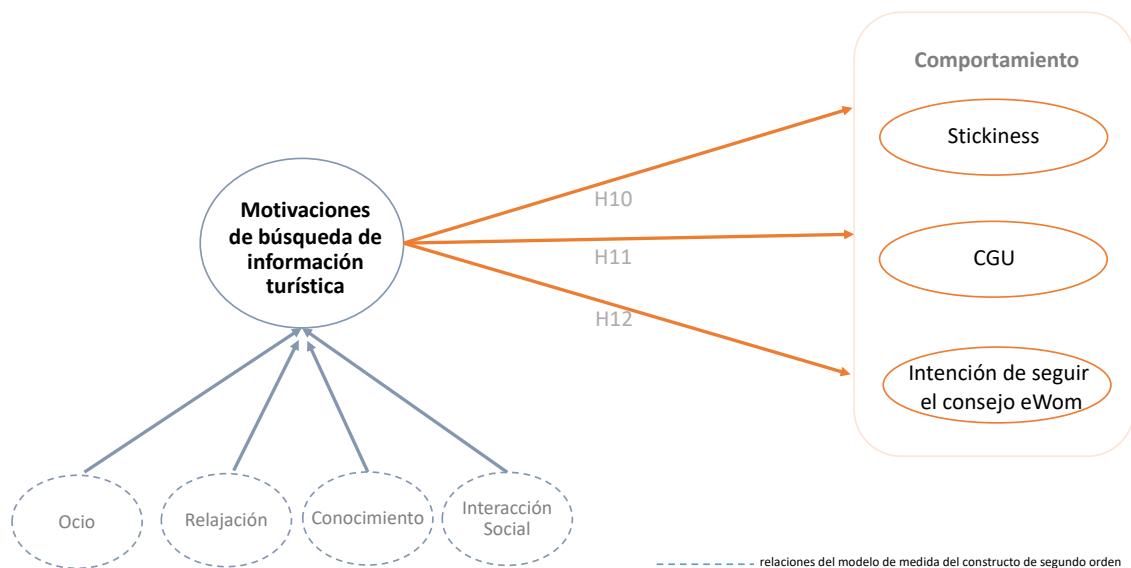 Comportamiento
Stickiness
H10
Motivaciones
de búsqueda de
información
turística
H11
CGU
H12
Intención de seguir
el consejo eWom
Ocio
Relajación
Conocimiento
Interacción
Social
relaciones del modelo de medida del constructo de segundo orden